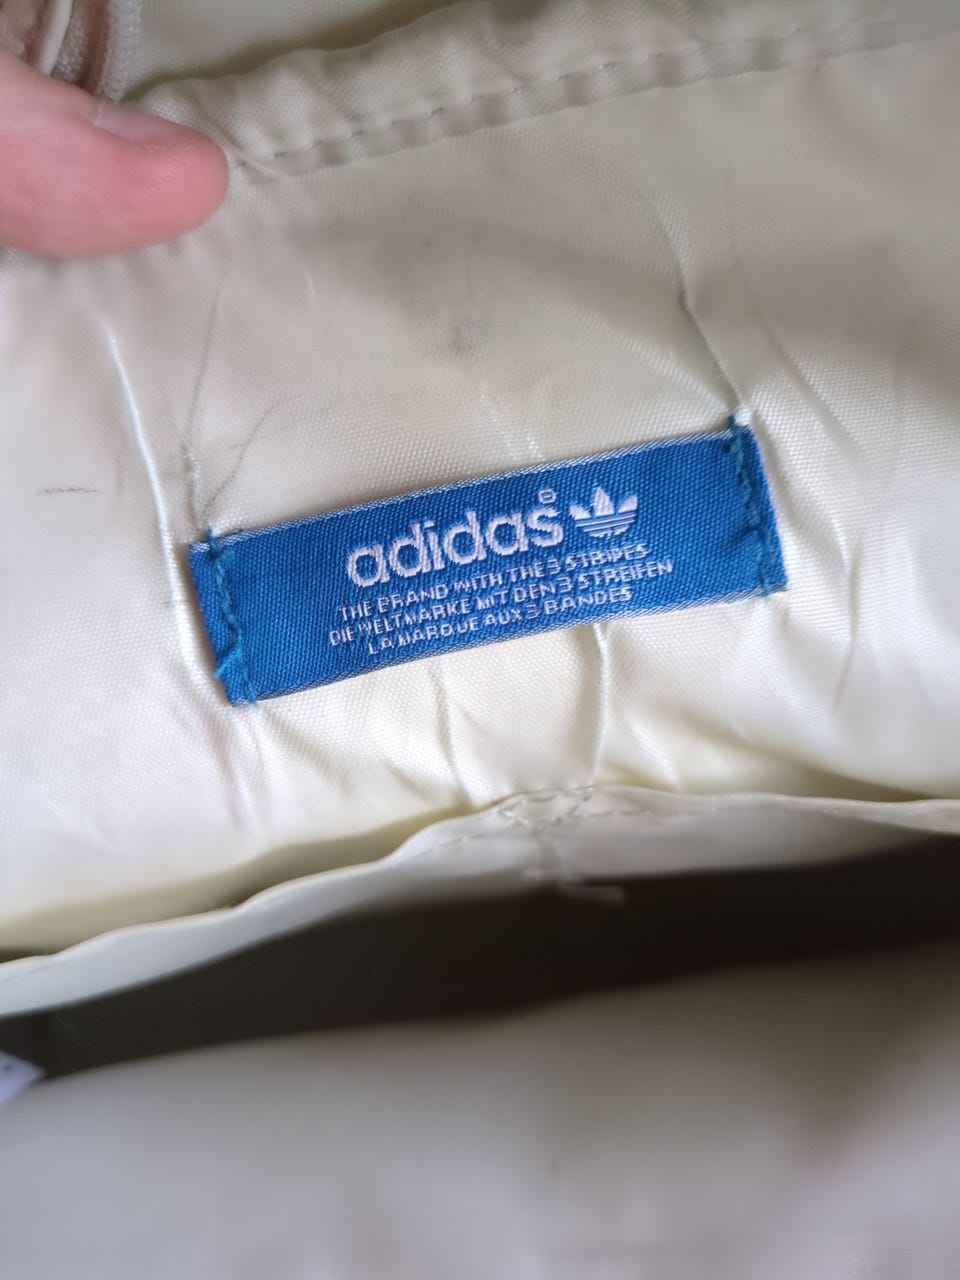 adidas®
THE BRAND WITH THE 3 STRIPES
DIE WELTMARKE MIT DEN 3 STREIFEN
LA MARQUE AUX 3 BANDES